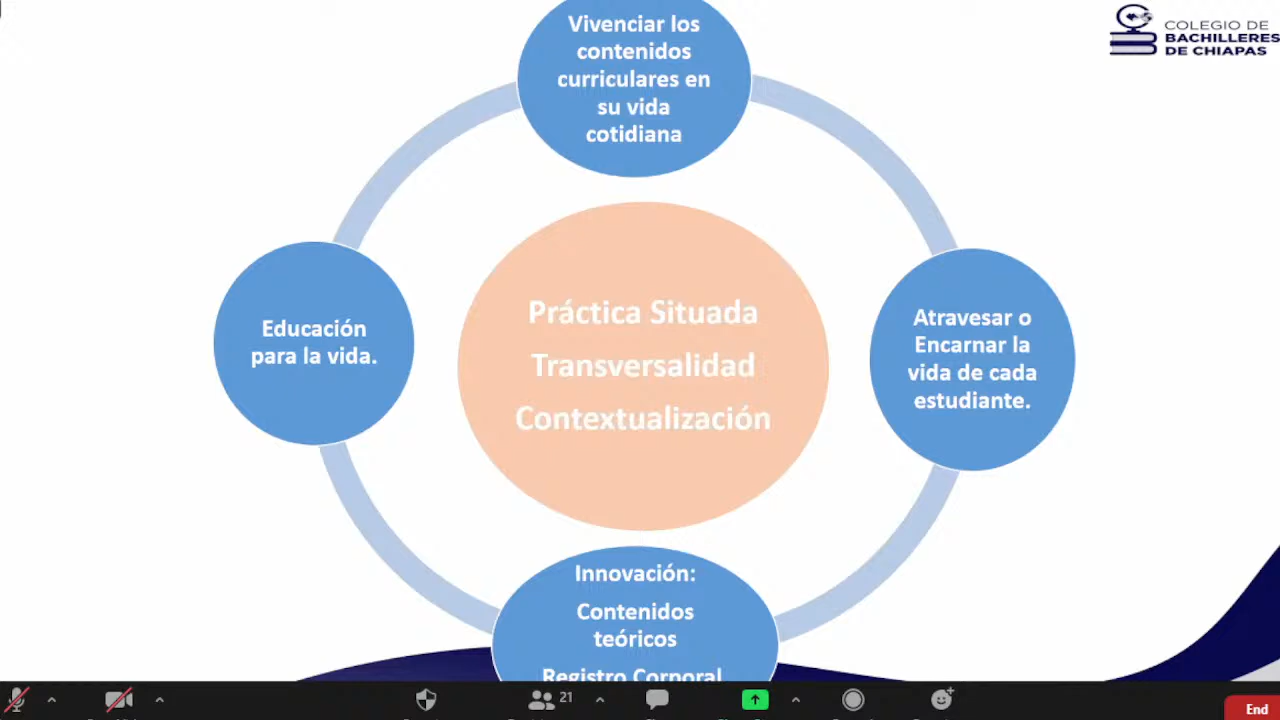 Vivenciar los
contenidos
curriculares en
su vida
cotidiana
COLEGIO DE
BACHILLERES
DE CHIAPAS
Educación
para la vida.
Práctica Situada
Transversalidad
Contextualización
Atravesar o
Encarnar la
vida de cada
estudiante.
Innovación:
Contenidos
teóricos
Registro Corporal
21
End